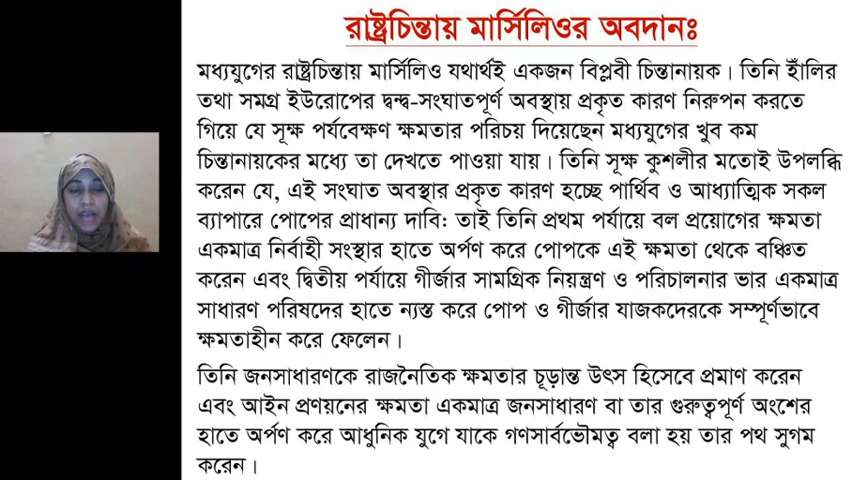 রাষ্ট্রচিন্তায় মার্সিলিওর অবদানঃ
মধ্যযুগের রাষ্ট্রচিন্তায় মার্সিলিও যথার্থই একজন বিপ্লবী চিন্তানায়ক। তিনি ইাঁলির
তথা সমগ্র ইউরোপের দ্বন্দ্ব-সংঘাতপূর্ণ অবস্থায় প্রকৃত কারণ নিরুপন করতে
গিয়ে যে সূক্ষ পর্যবেক্ষণ ক্ষমতার পরিচয় দিয়েছেন মধ্যযুগের খুব কম
চিন্তানায়কের মধ্যে তা দেখতে পাওয়া যায়। তিনি সূক্ষ কুশলীর মতোই উপলব্ধি
করেন যে, এই সংঘাত অবস্থার প্রকৃত কারণ হচ্ছে পার্থিব ও আধ্যাত্মিক সকল
ব্যাপারে পোপের প্রাধান্য দাবি: তাই তিনি প্রথম পর্যায়ে বল প্রয়োগের ক্ষমতা
একমাত্র নির্বাহী সংস্থার হাতে অর্পণ করে পোপকে এই ক্ষমতা থেকে বঞ্চিত
করেন এবং দ্বিতীয় পর্যায়ে গীর্জার সামগ্রিক নিয়ন্ত্রণ ও পরিচালনার ভার একমাত্র
সাধারণ পরিষদের হাতে ন্যস্ত করে পোপ ও গীর্জার যাজকদেরকে সম্পূর্ণভাবে
ক্ষমতাহীন করে ফেলেন।
তিনি জনসাধারণকে রাজনৈতিক ক্ষমতার চূড়ান্ত উৎস হিসেবে প্রমাণ করেন
এবং আইন প্রণয়নের ক্ষমতা একমাত্র জনসাধারণ বা তার গুরুত্বপূর্ণ অংশের
হাতে অর্পণ করে আধুনিক যুগে যাকে গণসার্বভৌমত্ব বলা হয় তার পথ সুগম
করেন।